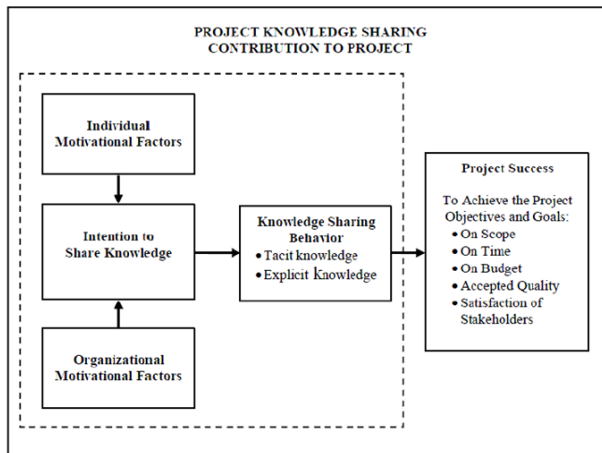 PROJECT KNOWLEDGE SHARING
CONTRIBUTION TO PROJECT
Individual
Motivational Factors
Intention to
Share Knowledge
Organizational
Motivational Factors
Knowledge Sharing
Behavior
• Tacit knowledge
• Explicit knowledge
Project Success
To Achieve the Project
Objectives and Goals:
• On Scope
• On Time
• On Budget
• Accepted Quality
• Satisfaction of
Stakeholders